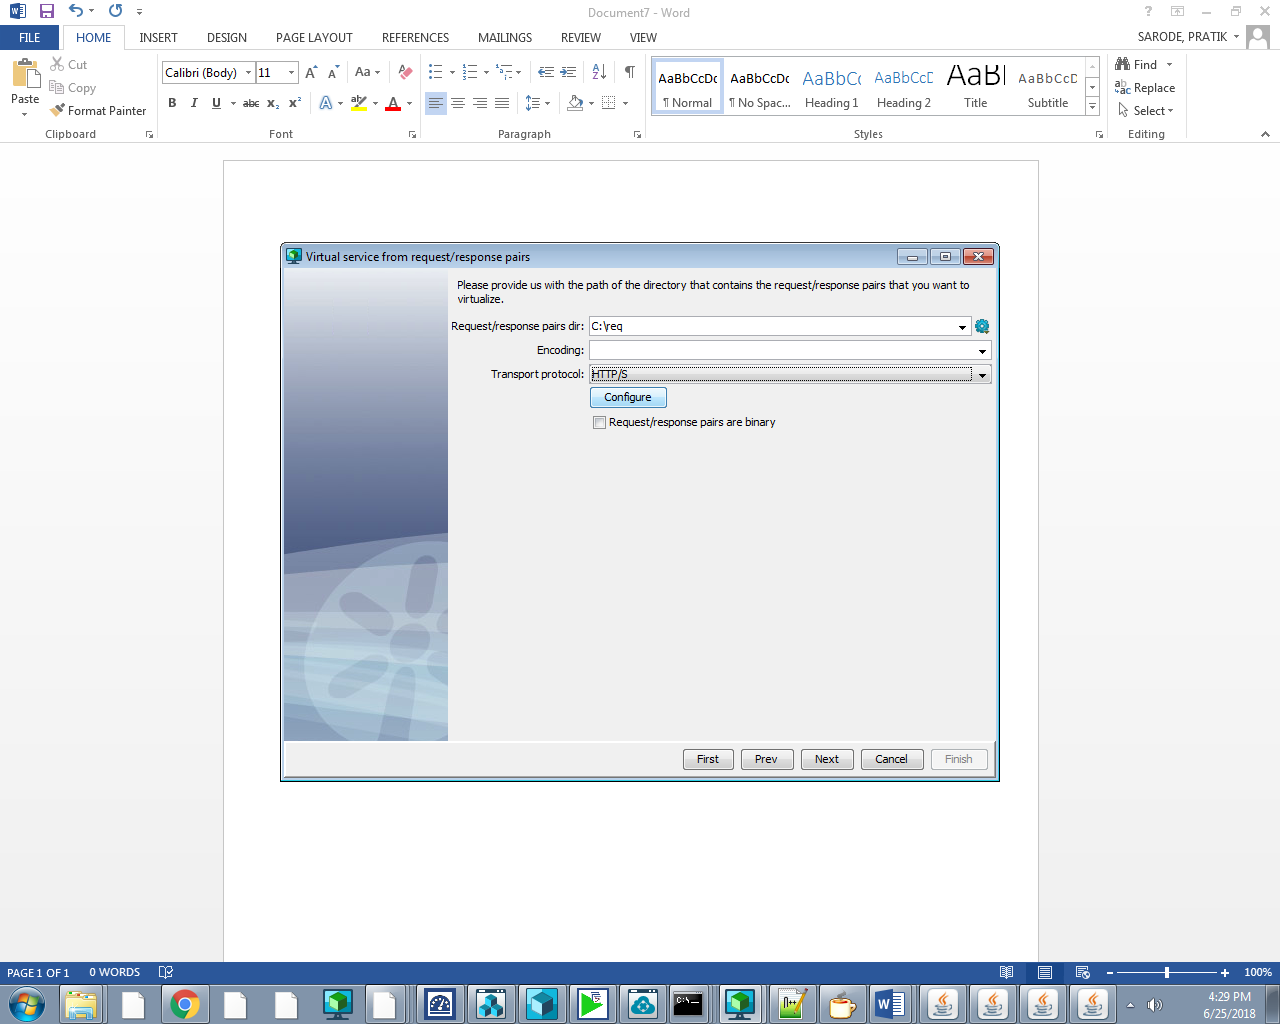 Document7 - Word
FILE HOME INSERT DESIGN PAGE LAYOUT REFERENCES MAILINGS REVIEW VIEW SARODE, PRATIK
Paste
Cut
Copy
Format Painter
Clipboard
Calibri (Body) 11
Font
Paragraph
AaBbCcDc AaBbCcDc AaBbCc AaBbCcD AaBl AaBbCcD
¶ Normal ¶ No Spac... Heading 1 Heading 2 Title Subtitle
Styles
Find
Replace
Select
Editing
Virtual service from request/response pairs
Please provide us with the path of the directory that contains the request/response pairs that you want to
virtualize.
Request/response pairs dir: C:\req
Encoding:
Transport protocol: HTTP/S
Configure
Request/response pairs are binary
First Prev Next Cancel Finish
PAGE 1 OF 1 0 WORDS 100%
4:29 PM
6/25/2018